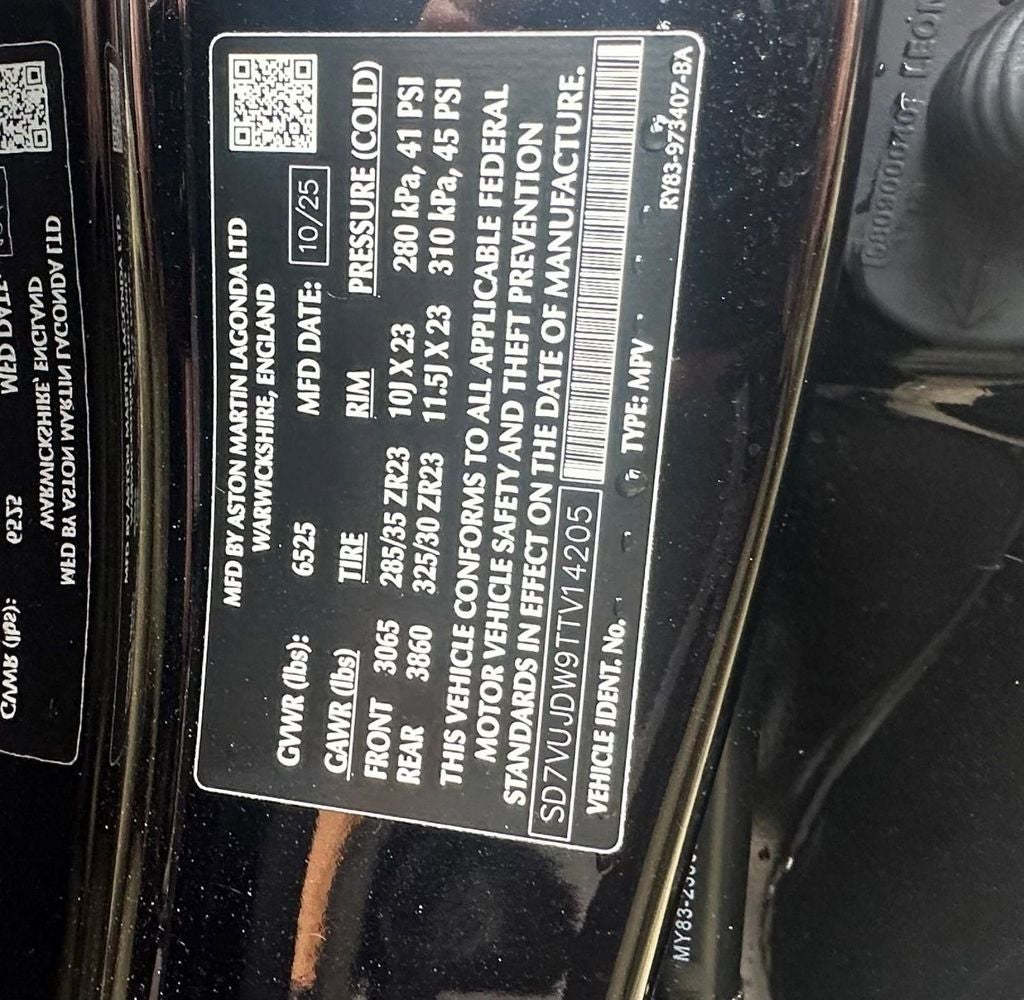 MFD BY ASTON MARTIN LAGONDA LTD
WARWICKSHIRE, ENGLAND
GVWR (lbs): 6525 MFD DATE: 10/25
GAWR (lbs) TIRE RIM PRESSURE (COLD)
FRONT 3065 285/35 ZR23 10J X 23 280 kPa, 41 PSI
REAR 3860 325/30 ZR23 11.5J X 23 310 kPa, 45 PSI
THIS VEHICLE CONFORMS TO ALL APPLICABLE FEDERAL
MOTOR VEHICLE SAFETY AND THEFT PREVENTION
STANDARDS IN EFFECT ON THE DATE OF MANUFACTURE.
SD7VUJDW9TTV14205
VEHICLE IDENT. No. TYPE: MPV
RY83-973407-BA